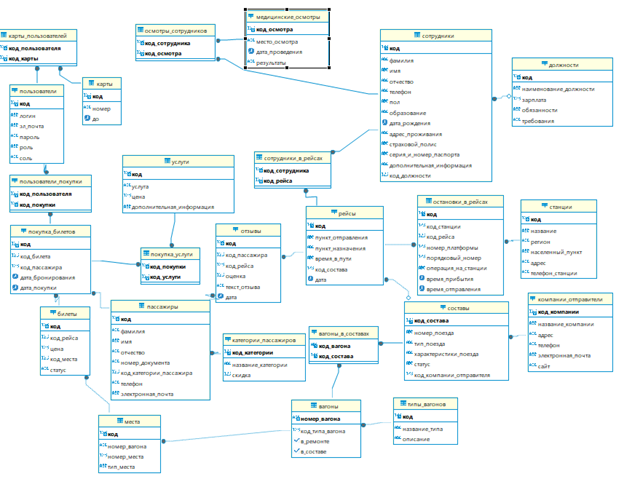 карты_пользователей
код_пользователя
код_карты
осмотры_сотрудников
код_сотрудника
код_осмотра
медицинские_осмотры
код_осмотра
место_осмотра
дата_проведения
результаты
сотрудники
код
фамилия
имя
отчество
телефон
пол
образование
дата_рождения
адрес_проживания
страховой_полис
серия_и_номер_паспорта
дополнительная_информация
код_должности
должности
код
наименование_должности
зарплата
обязанности
требования
пользователи
код
логин
эл_почта
пароль
роль
соль
карты
код
номер
до
услуги
код
услуга
цена
дополнительная_информация
сотрудники_в_рейсах
код_сотрудника
код_рейса
пользователи_покупки
код_пользователя
код_покупки
остановки_в_рейсах
код
код_станции
код_рейса
номер_платформы
порядковый_номер
операция_на_станции
время_прибытия
время_отправления
станции
код
название
регион
населенный_пункт
адрес
телефон_станции
рейсы
код
пункт_отправления
пункт_назначения
время_в_пути
код_состава
дата
покупка_билетов
код
код_билета
код_пассажира
дата_бронирования
дата_покупки
отзывы
код
код_пассажира
код_рейса
оценка
текст_отзыва
дата
покупка_услуги
код_покупки
код_услуги
билеты
код
код_рейса
цена
код_места
статус
пассажиры
код
фамилия
имя
отчество
номер_документа
код_категории_пассажира
телефон
электронная_почта
категории_пассажиров
код_категории
название_категории
скидка
вагоны_в_составах
код_вагона
код_состава
составы
код_состава
номер_поезда
тип_поезда
характеристики_поезда
статус
код_компании_отправителя
компании_отправители
код_компании
название_компании
адрес
телефон
электронная_почта
сайт
места
код
номер_вагона
номер_места
тип_места
вагоны
номер_вагона
код_типа_вагона
в_ремонте
в_составе
типы_вагонов
код
название_типа
описание